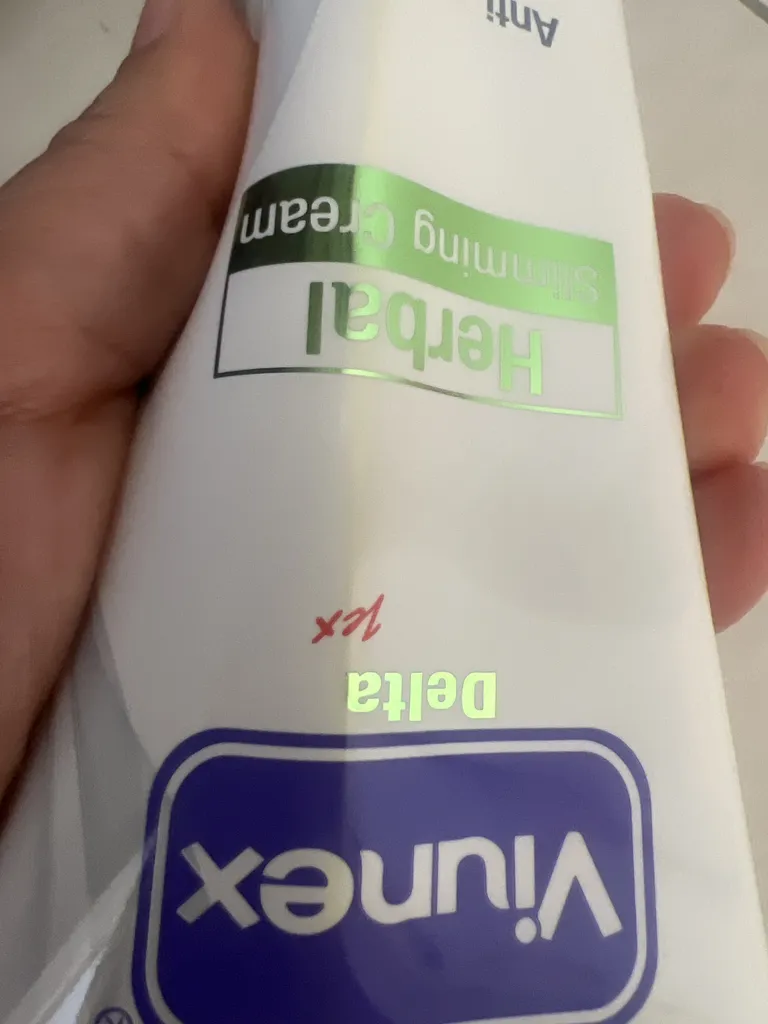 Viunex®
Delta
Herbal
Slimming Cream
Anti